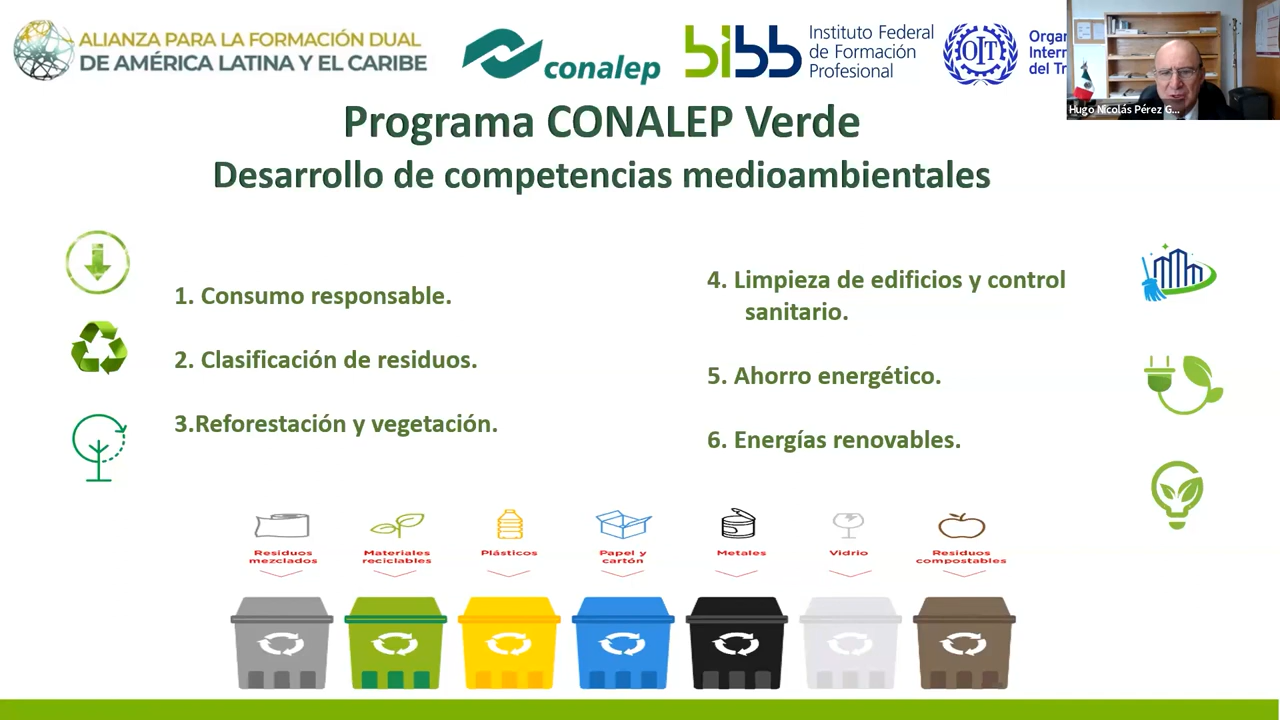 ALIANZA PARA LA FORMACIÓN DUAL
DE AMÉRICA LATINA Y EL CARIBE
conalep
bibb
Instituto Federal
de Formación
Profesional
OIT
Hugo Nicolás Pérez G...
Programa CONALEP Verde
Desarrollo de competencias medioambientales
1. Consumo responsable.
2. Clasificación de residuos.
3.Reforestación y vegetación.
4. Limpieza de edificios y control
sanitario.
5. Ahorro energético.
6. Energías renovables.
Residuos
mezclados
Materiales
reciclables
Plásticos
Papel y
cartón
Metales
Vidrio
Residuos
compostables